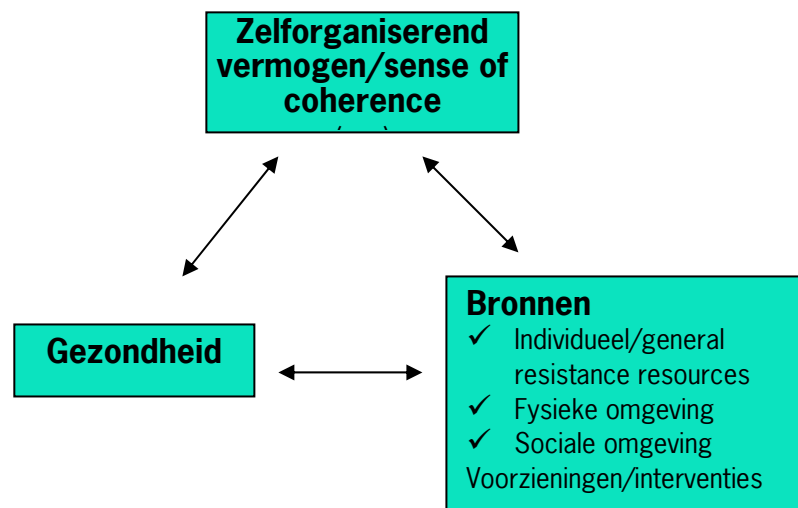 Zelforganiserend
vermogen/sense of
coherence
Gezondheid
Bronnen
✓ Individueel/general
resistance resources
✓ Fysieke omgeving
✓ Sociale omgeving
Voorzieningen/interventies